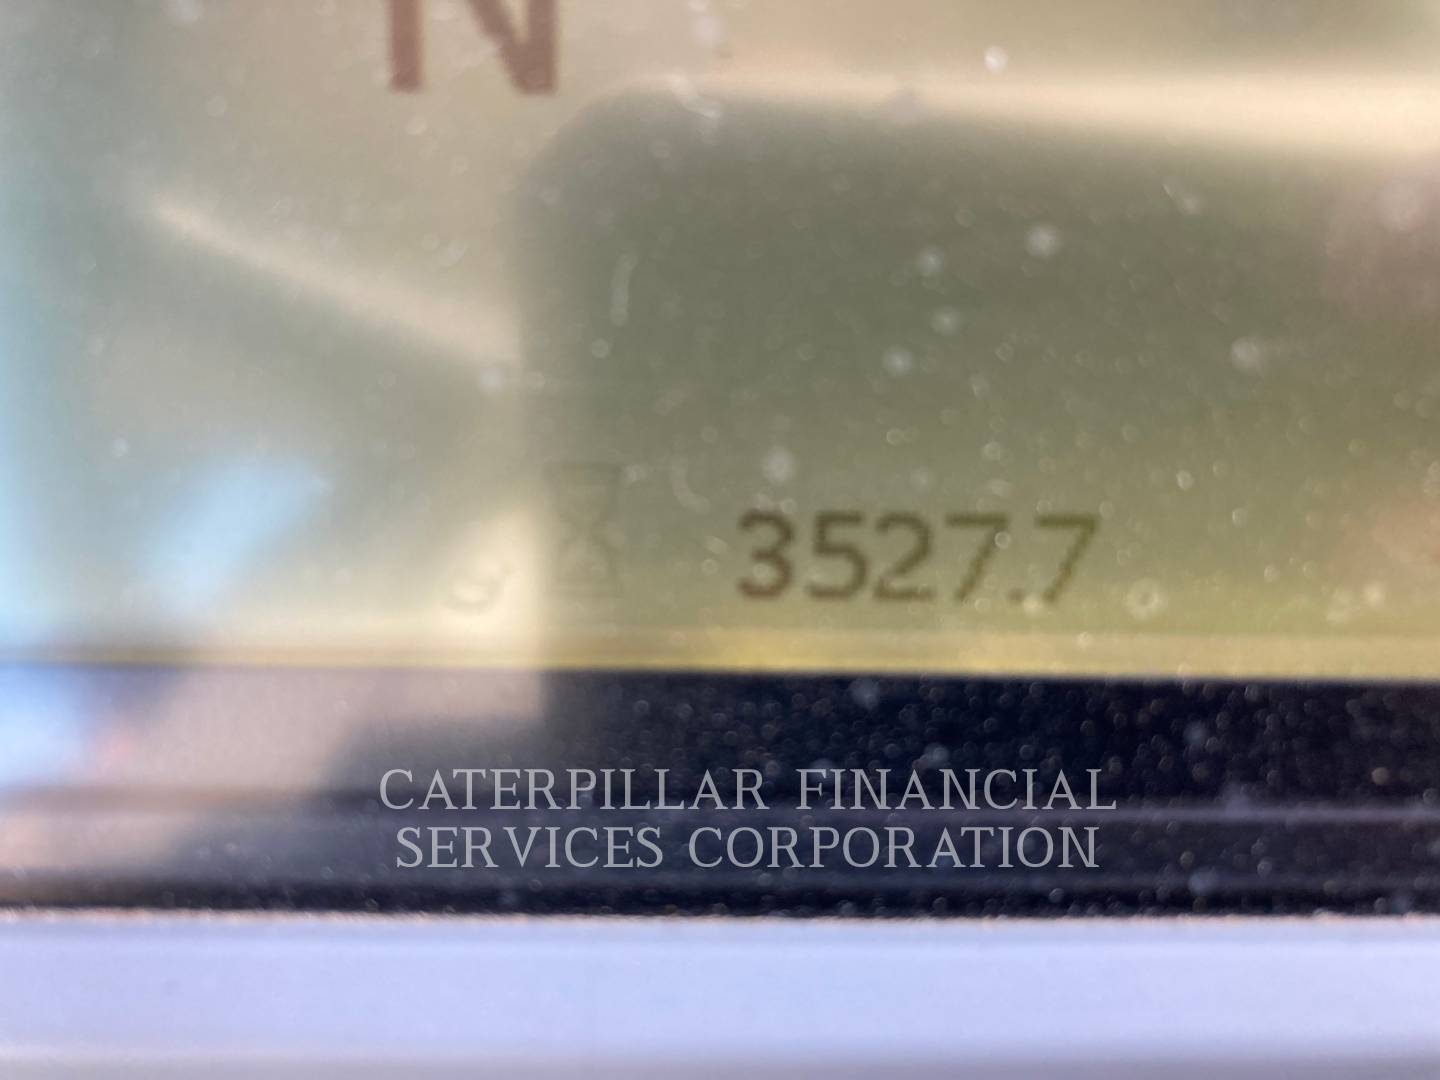 N
3527.7
CATERPILLAR FINANCIAL
SERVICES CORPORATION